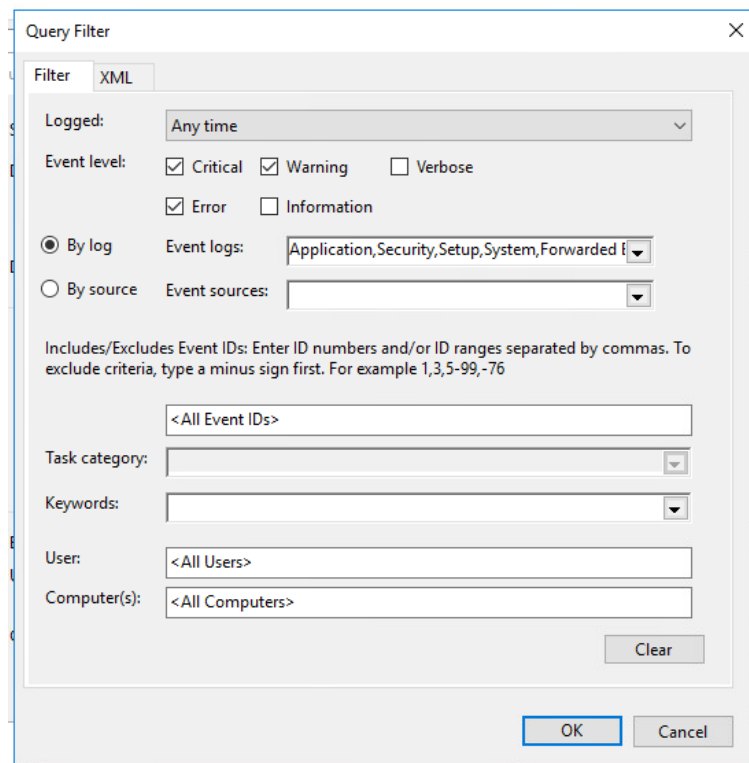 Query Filter
Filter XML
Logged: Any time
Event level: Critical Warning Verbose
Error Information
By log Event logs: Application,Security,Setup,System,Forwarded
By source Event sources:
Includes/Excludes Event IDs: Enter ID numbers and/or ID ranges separated by commas. To
exclude criteria, type a minus sign first. For example 1,3,5-99,-76
<All Event IDs>
Task category:
Keywords:
User: <All Users>
Computer(s): <All Computers>
Clear
OK Cancel